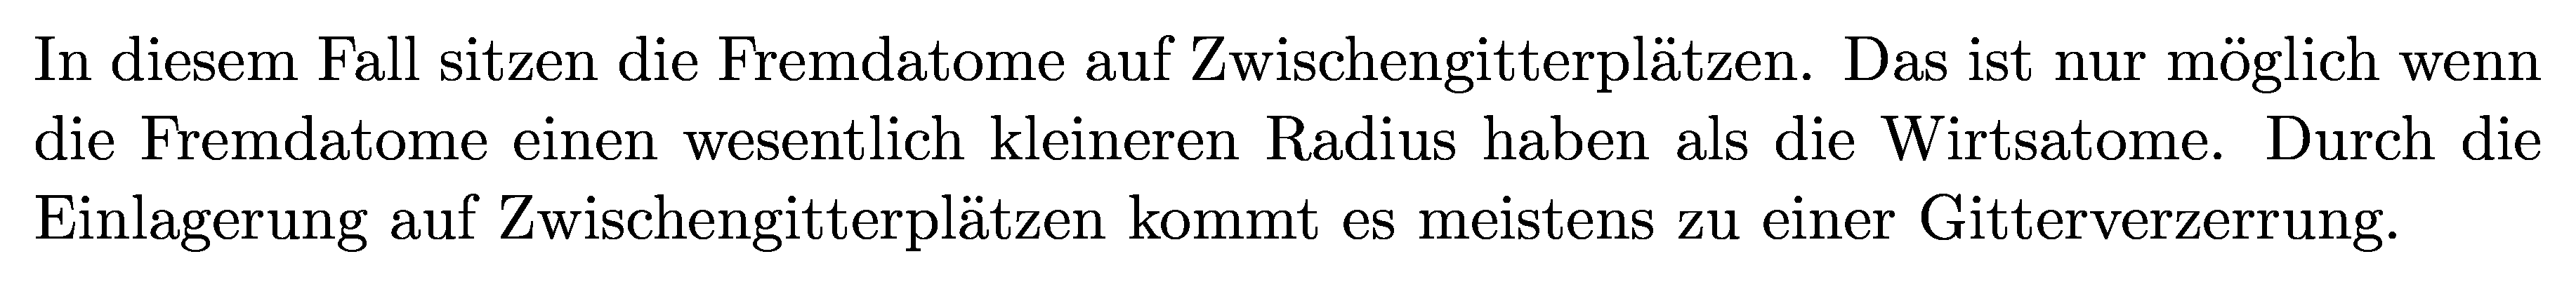 In diesem Fall sitzen die Fremdatome auf Zwischengitterplätzen. Das ist nur möglich wenn
die Fremdatome einen wesentlich kleineren Radius haben als die Wirtsatome. Durch die
Einlagerung auf Zwischengitterplätzen kommt es meistens zu einer Gitterverzerrung.